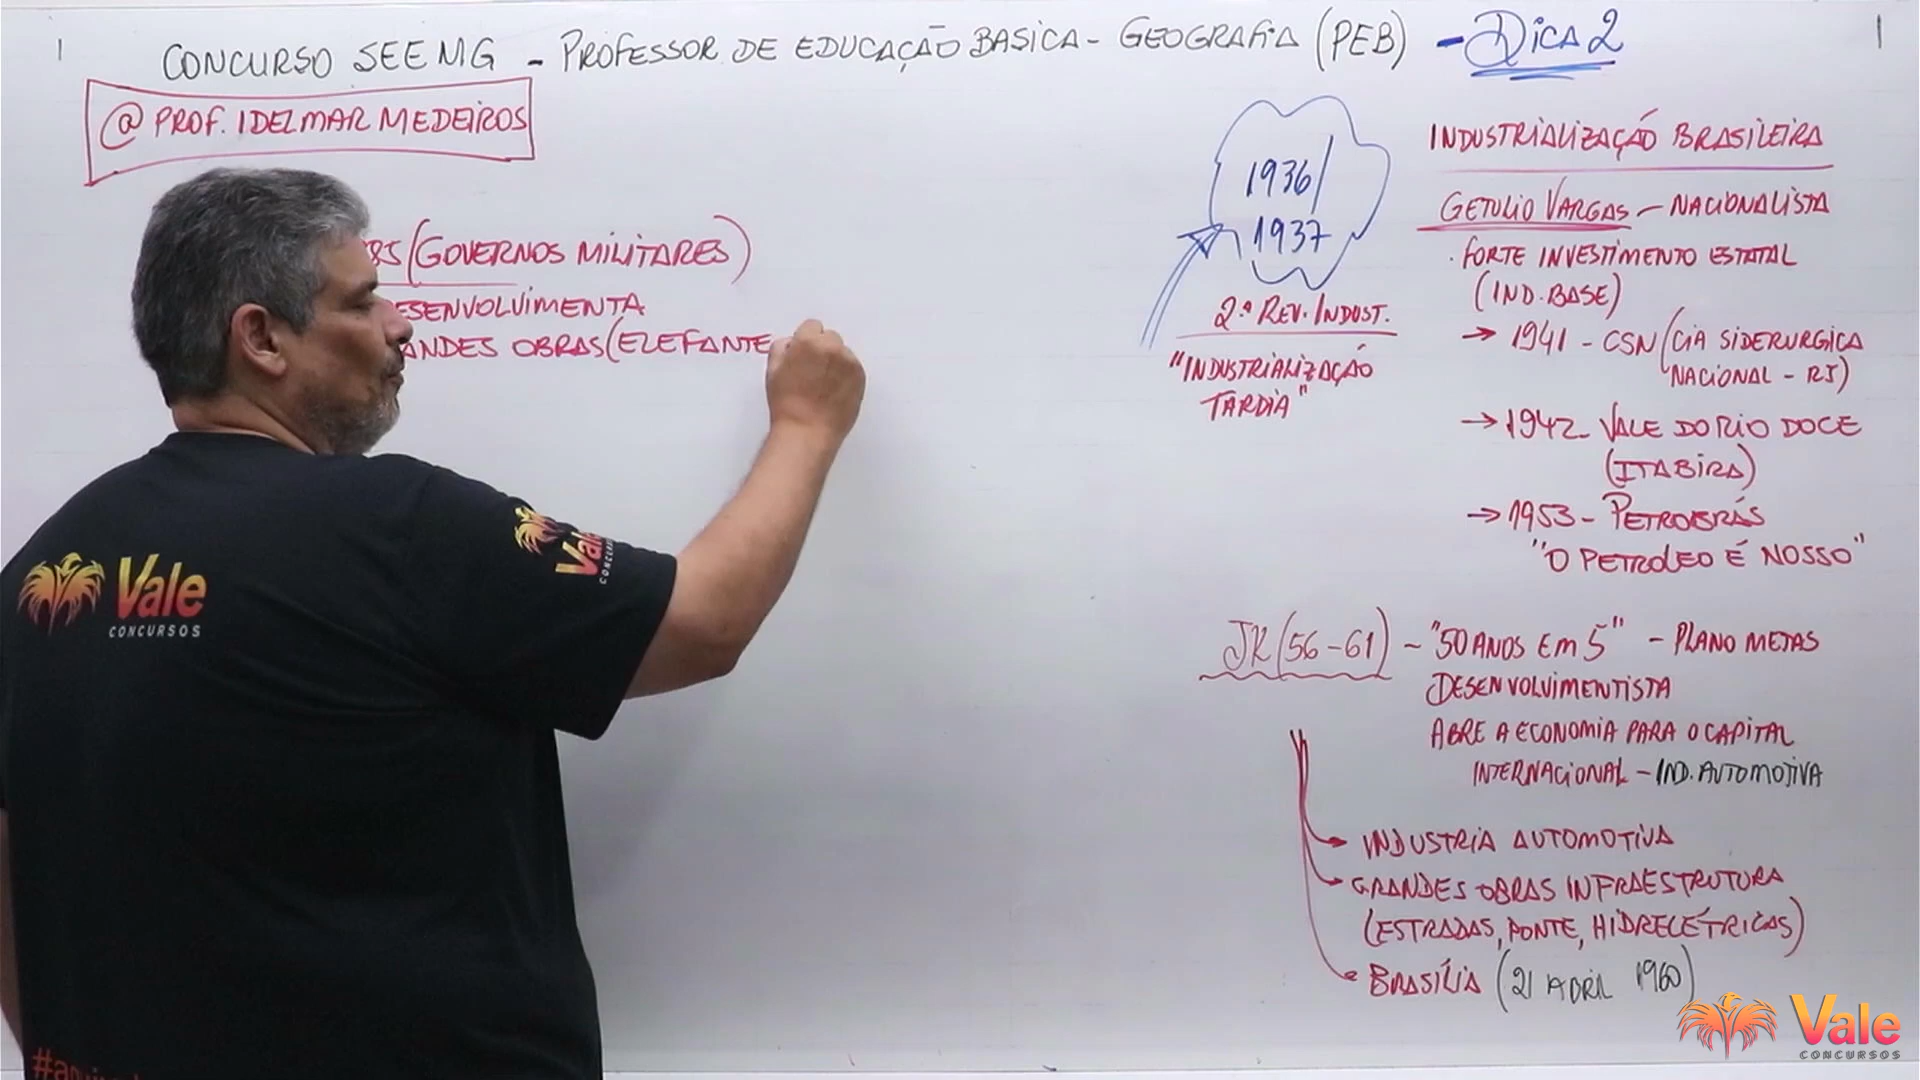 CONCURSO SEEMG - PROFESSOR DE EDUCAÇÃO BASICA - GEOGRAFIA (PEB) - DICA 2
@ PROF. IDELMAR MEDEIROS
85 (GOVERNOS MILITARES)
ESENVOLVIMENTA
ANDES OBRAS (ELEFANTE
1936/
1937
2ª REV. INDUST.
"INDUSTRIALIZAÇÃO
TARDIA"
INDUSTRIALIZAÇÃO BRASILEIRA
GETULIO VARGAS - NACIONALISTA
. FORTE INVESTIMENTO ESTATAL
(IND. BASE)
→ 1941 - CSN (CIA SIDERURGICA
NACIONAL - RJ)
→ 1942 - VALE DO RIO DOCE
(ITABIRA)
→ 1953 - PETROBRÁS
"O PETROLEO É NOSSO"
JK (56-61) - "50 ANOS EM 5" - PLANO METAS
DESENVOLVIMENTISTA
ABRE A ECONOMIA PARA O CAPITAL
INTERNACIONAL - IND. AUTOMOTIVA
INDUSTRIA AUTOMOTIVA
GRANDES OBRAS INFRAESTRUTURA
(ESTRADAS, PONTE, HIDRELÉTRICAS)
BRASÍLIA (21 ABRIL 1960)
Vale
CONCURSOS
Vale
CONCURSOS
Vale
CONCURSOS